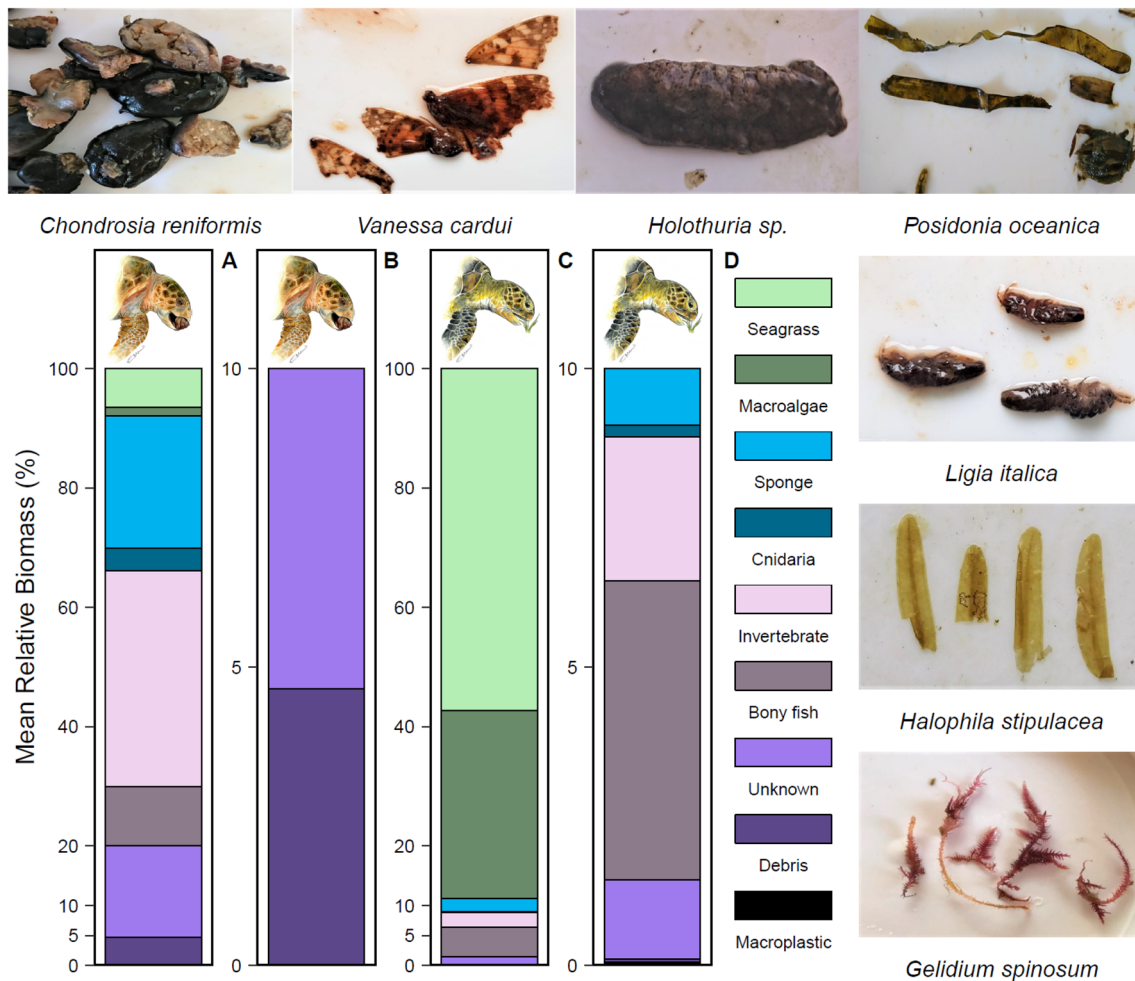 Chondrosia reniformis
Vanessa cardui
Holothuria sp.
Posidonia oceanica
A
B
C
D
Mean Relative Biomass (%)
100
80
60
40
20
10
5
0
10
5
0
100
80
60
40
20
10
5
0
10
5
0
Seagrass
Macroalgae
Sponge
Cnidaria
Invertebrate
Bony fish
Unknown
Debris
Macroplastic
Ligia italica
Halophila stipulacea
Gelidium spinosum